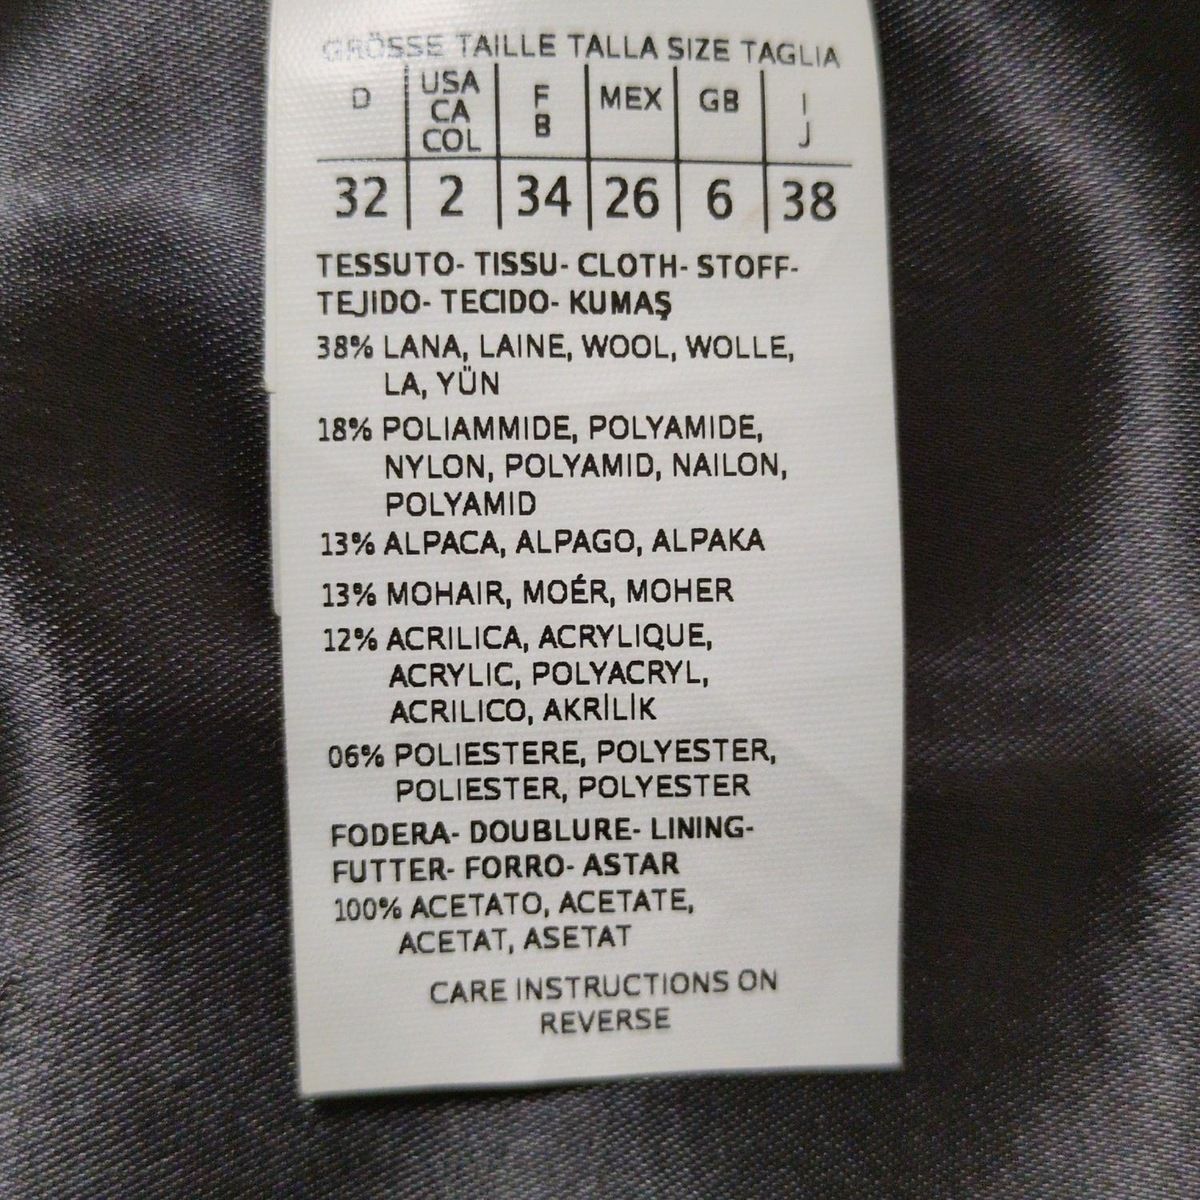 GRÖSSE TAILLE TALLA SIZE TAGLIA
D USA CA COL F B MEX GB I J
32 2 34 26 6 38
TESSUTO- TISSU- CLOTH- STOFF-
TEJIDO- TECIDO- KUMAŞ
38% LANA, LAINE, WOOL, WOLLE,
LA, YÜN
18% POLIAMMIDE, POLYAMIDE,
NYLON, POLYAMID, NAILON,
POLYAMID
13% ALPACA, ALPAGO, ALPAKA
13% MOHAIR, MOÉR, MOHER
12% ACRILICA, ACRYLIQUE,
ACRYLIC, POLYACRYL,
ACRILICO, AKRİLİK
06% POLIESTERE, POLYESTER,
POLIESTER, POLYESTER
FODERA- DOUBLURE- LINING-
FUTTER- FORRO- ASTAR
100% ACETATO, ACETATE,
ACETAT, ASETAT
CARE INSTRUCTIONS ON
REVERSE